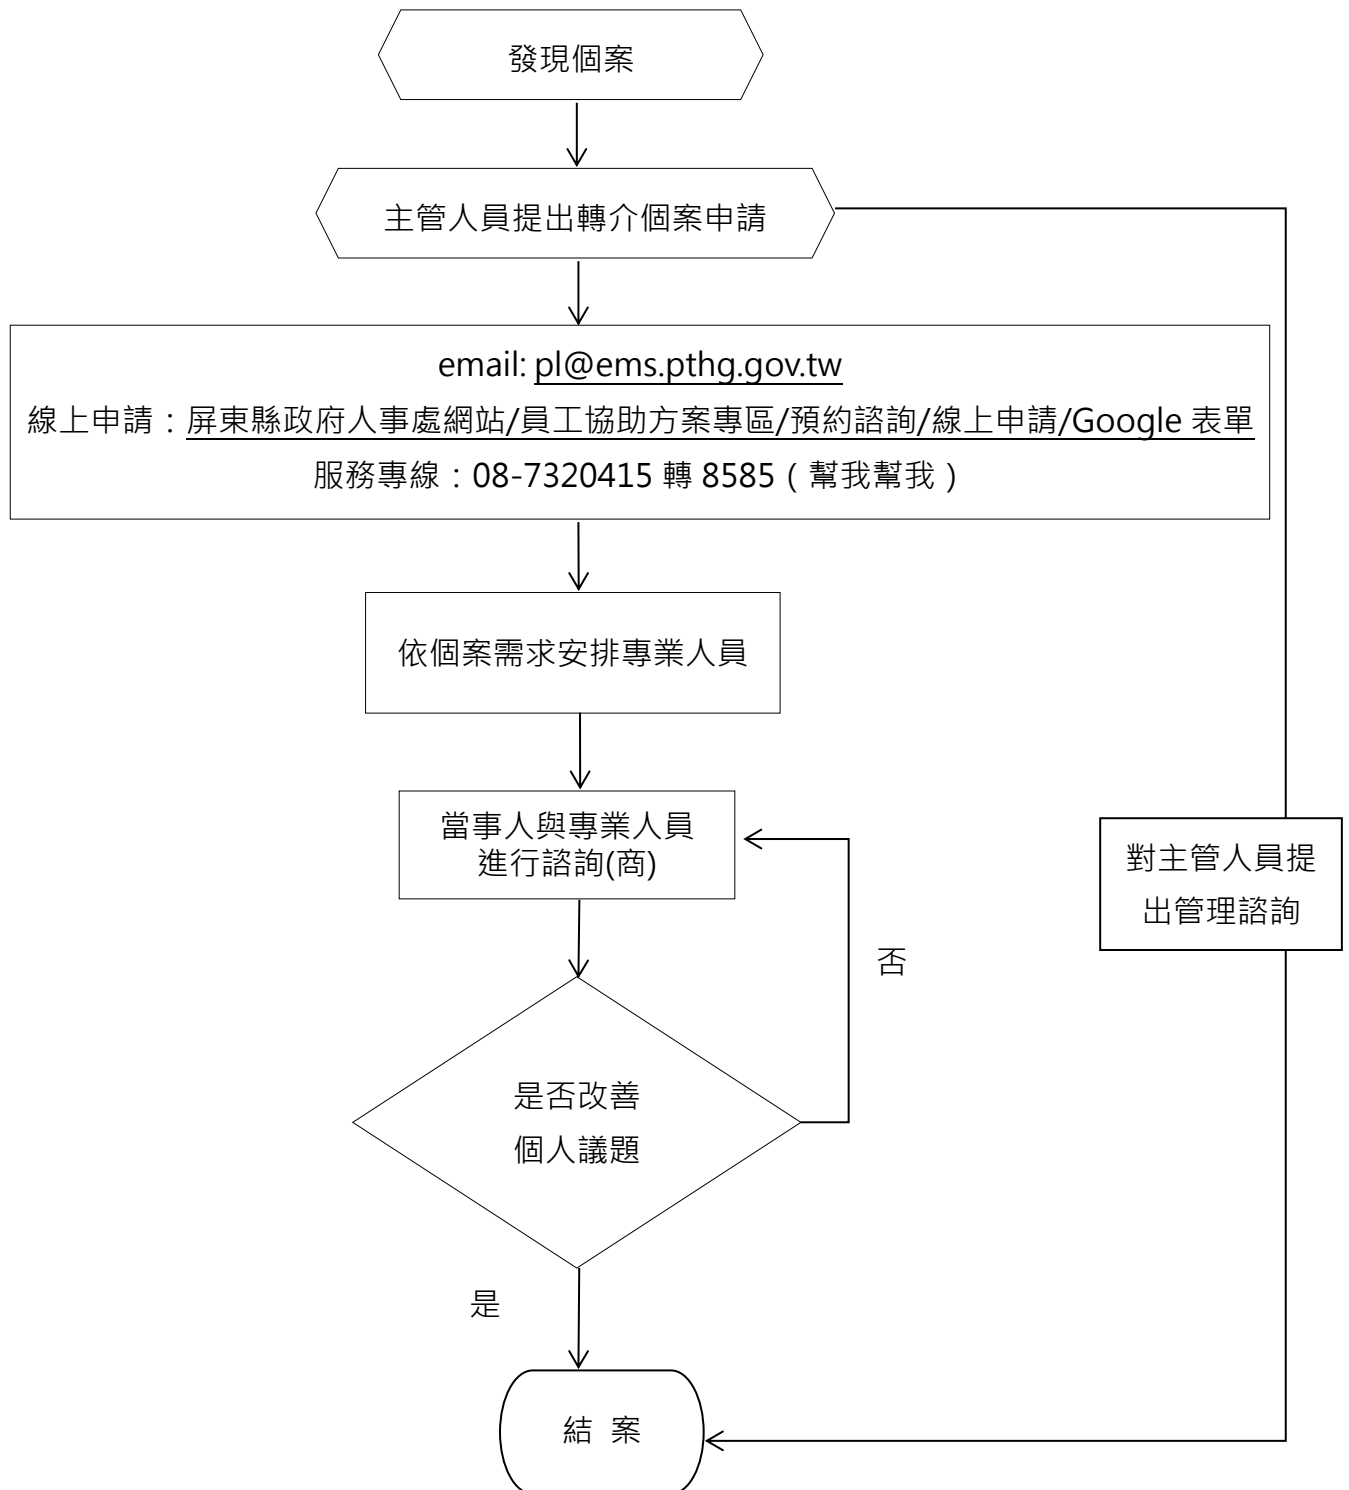 發現個案
主管人員提出轉介個案申請
email: pl@ems.pthg.gov.tw
線上申請：屏東縣政府人事處網站/員工協助方案專區/預約諮詢/線上申請/Google 表單
服務專線：08-7320415 轉 8585（幫我幫我）
依個案需求安排專業人員
當事人與專業人員
進行諮詢(商)
對主管人員提
出管理諮詢
否
是否改善
個人議題
是
結 案